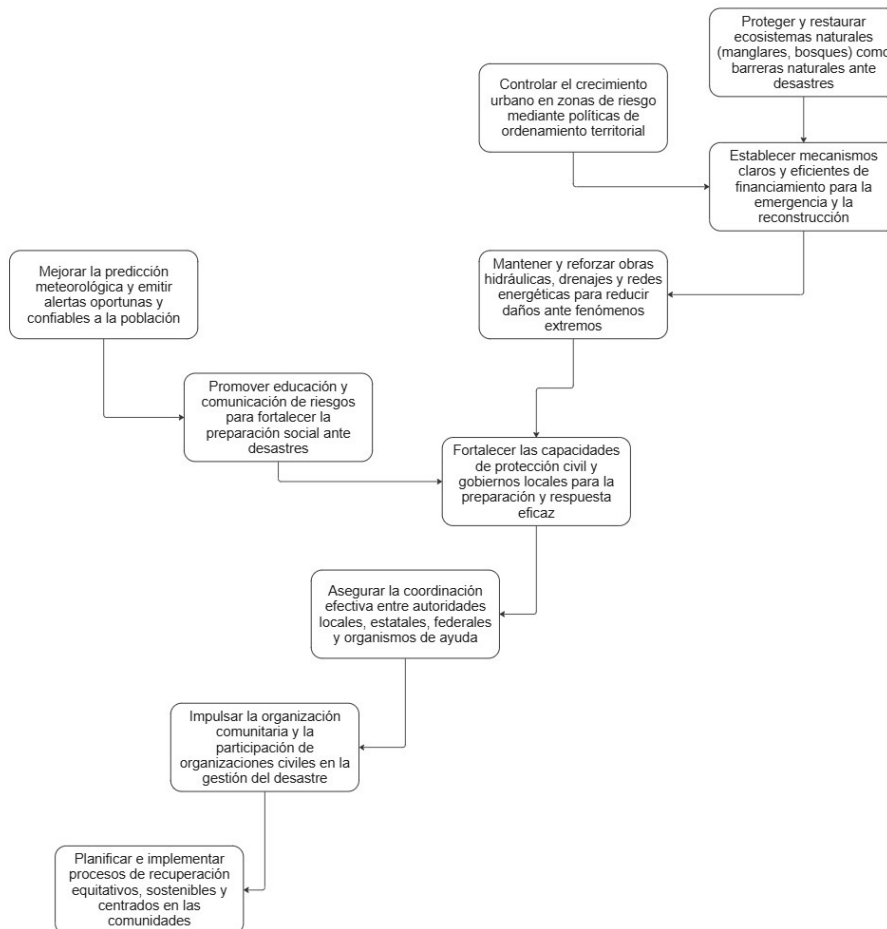 Proteger y restaurar
ecosistemas naturales
(manglares, bosques) como
barreras naturales ante
desastres
Controlar el crecimiento
urbano en zonas de riesgo
mediante políticas de
ordenamiento territorial
Establecer mecanismos
claros y eficientes de
financiamiento para la
emergencia y la
reconstrucción
Mantener y reforzar obras
hidráulicas, drenajes y redes
energéticas para reducir
daños ante fenómenos
extremos
Mejorar la predicción
meteorológica y emitir
alertas oportunas y
confiables a la población
Promover educación y
comunicación de riesgos
para fortalecer la
preparación social ante
desastres
Fortalecer las capacidades
de protección civil y
gobiernos locales para la
preparación y respuesta
eficaz
Asegurar la coordinación
efectiva entre autoridades
locales, estatales, federales
y organismos de ayuda
Impulsar la organización
comunitaria y la
participación de
organizaciones civiles en la
gestión del desastre
Planificar e implementar
procesos de recuperación
equitativos, sostenibles y
centrados en las
comunidades